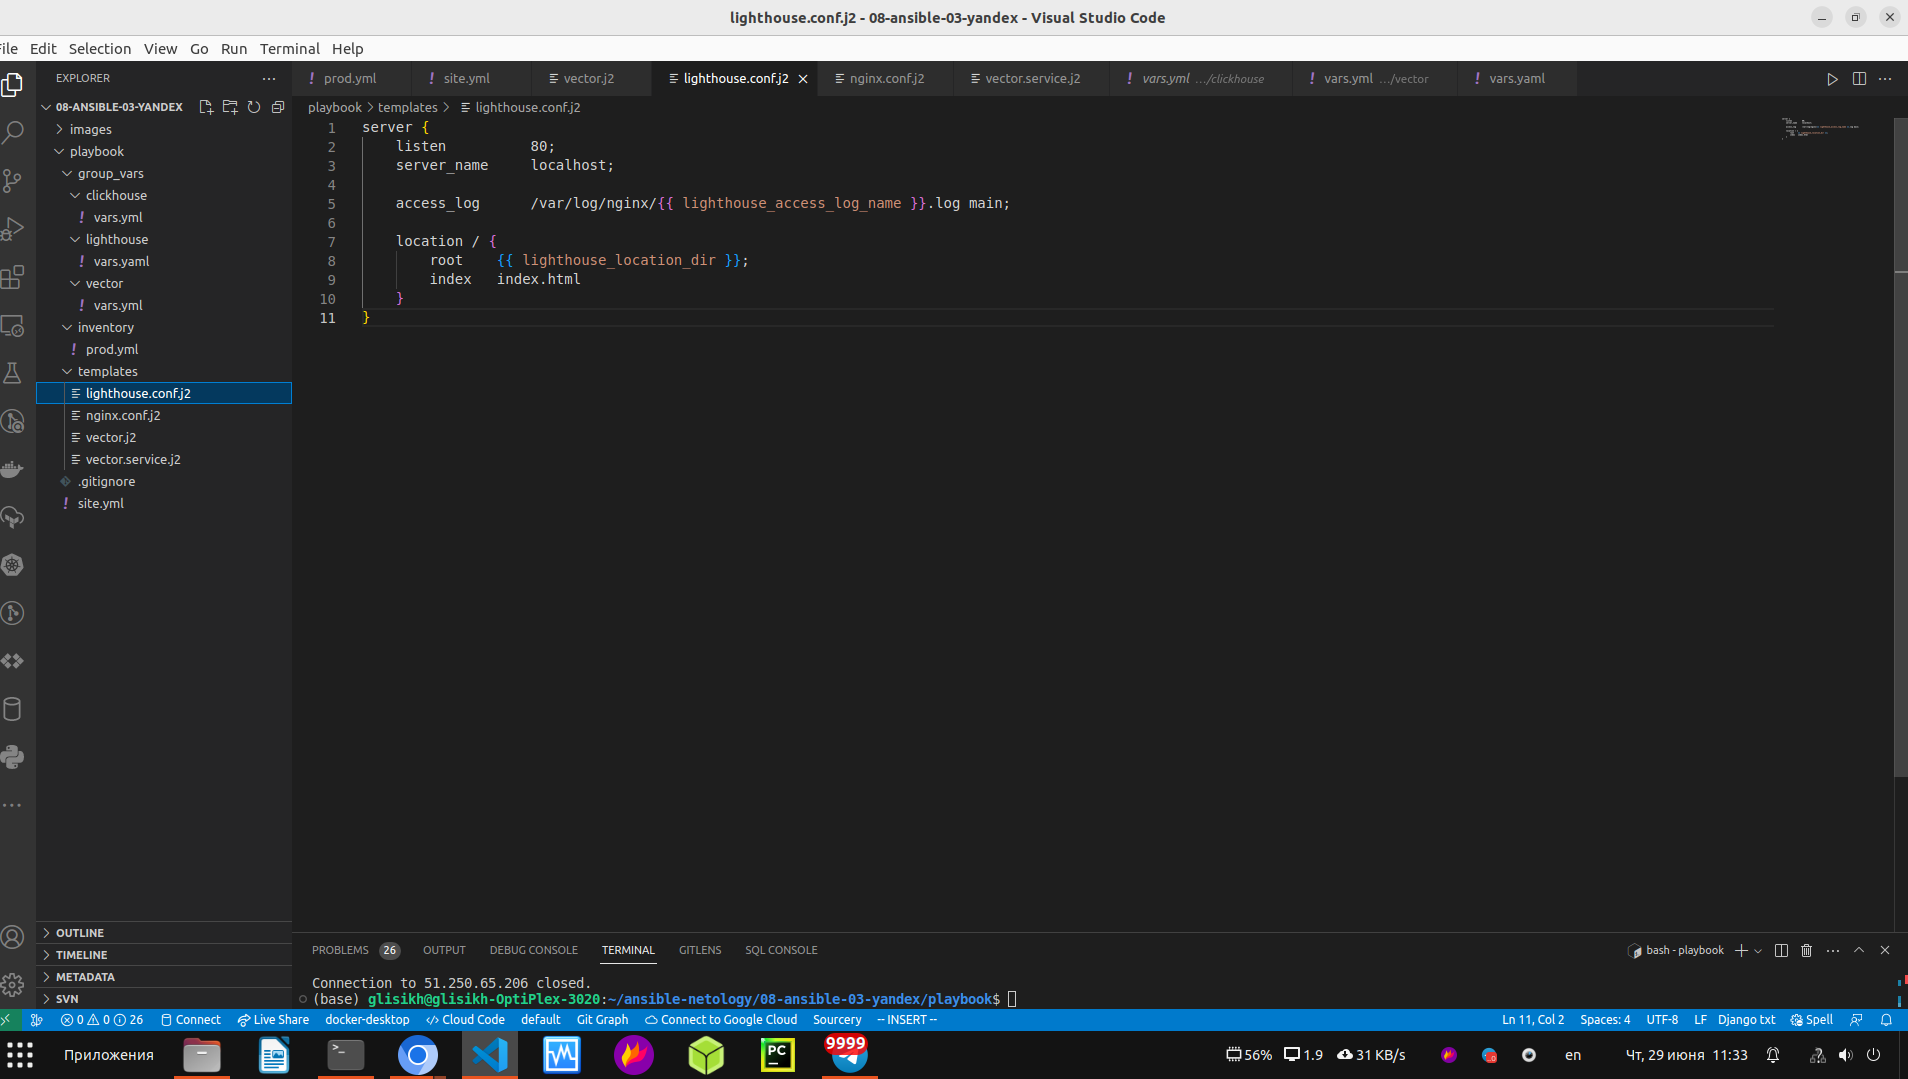 lighthouse.conf.j2 - 08-ansible-03-yandex - Visual Studio Code
File Edit Selection View Go Run Terminal Help
EXPLORER
prod.yml site.yml vector.j2 lighthouse.conf.j2 nginx.conf.j2 vector.service.j2 vars.yml .../clickhouse vars.yml .../vector vars.yaml
08-ANSIBLE-03-YANDEX
images
playbook
group_vars
clickhouse
vars.yml
lighthouse
vars.yaml
vector
vars.yml
inventory
prod.yml
templates
lighthouse.conf.j2
nginx.conf.j2
vector.j2
vector.service.j2
.gitignore
site.yml
OUTLINE
TIMELINE
METADATA
SVN
playbook > templates > lighthouse.conf.j2
1 server {
2     listen          80;
3     server_name     localhost;
4
5     access_log      /var/log/nginx/{{ lighthouse_access_log_name }}.log main;
6
7     location / {
8         root    {{ lighthouse_location_dir }};
9         index   index.html
10     }
11 }
PROBLEMS 26 OUTPUT DEBUG CONSOLE TERMINAL GITLENS SQL CONSOLE
bash - playbook
Connection to 51.250.65.206 closed.
(base) glisikh@glisikh-OptiPlex-3020:~/ansible-netology/08-ansible-03-yandex/playbook$
0 0 26 Connect Live Share docker-desktop Cloud Code default Git Graph Connect to Google Cloud Sourcery -- INSERT --
Ln 11, Col 2 Spaces: 4 UTF-8 LF Django txt Spell
Приложения
PC
9999
56% 1.9 31 KB/s en Чт, 29 июня 11:33